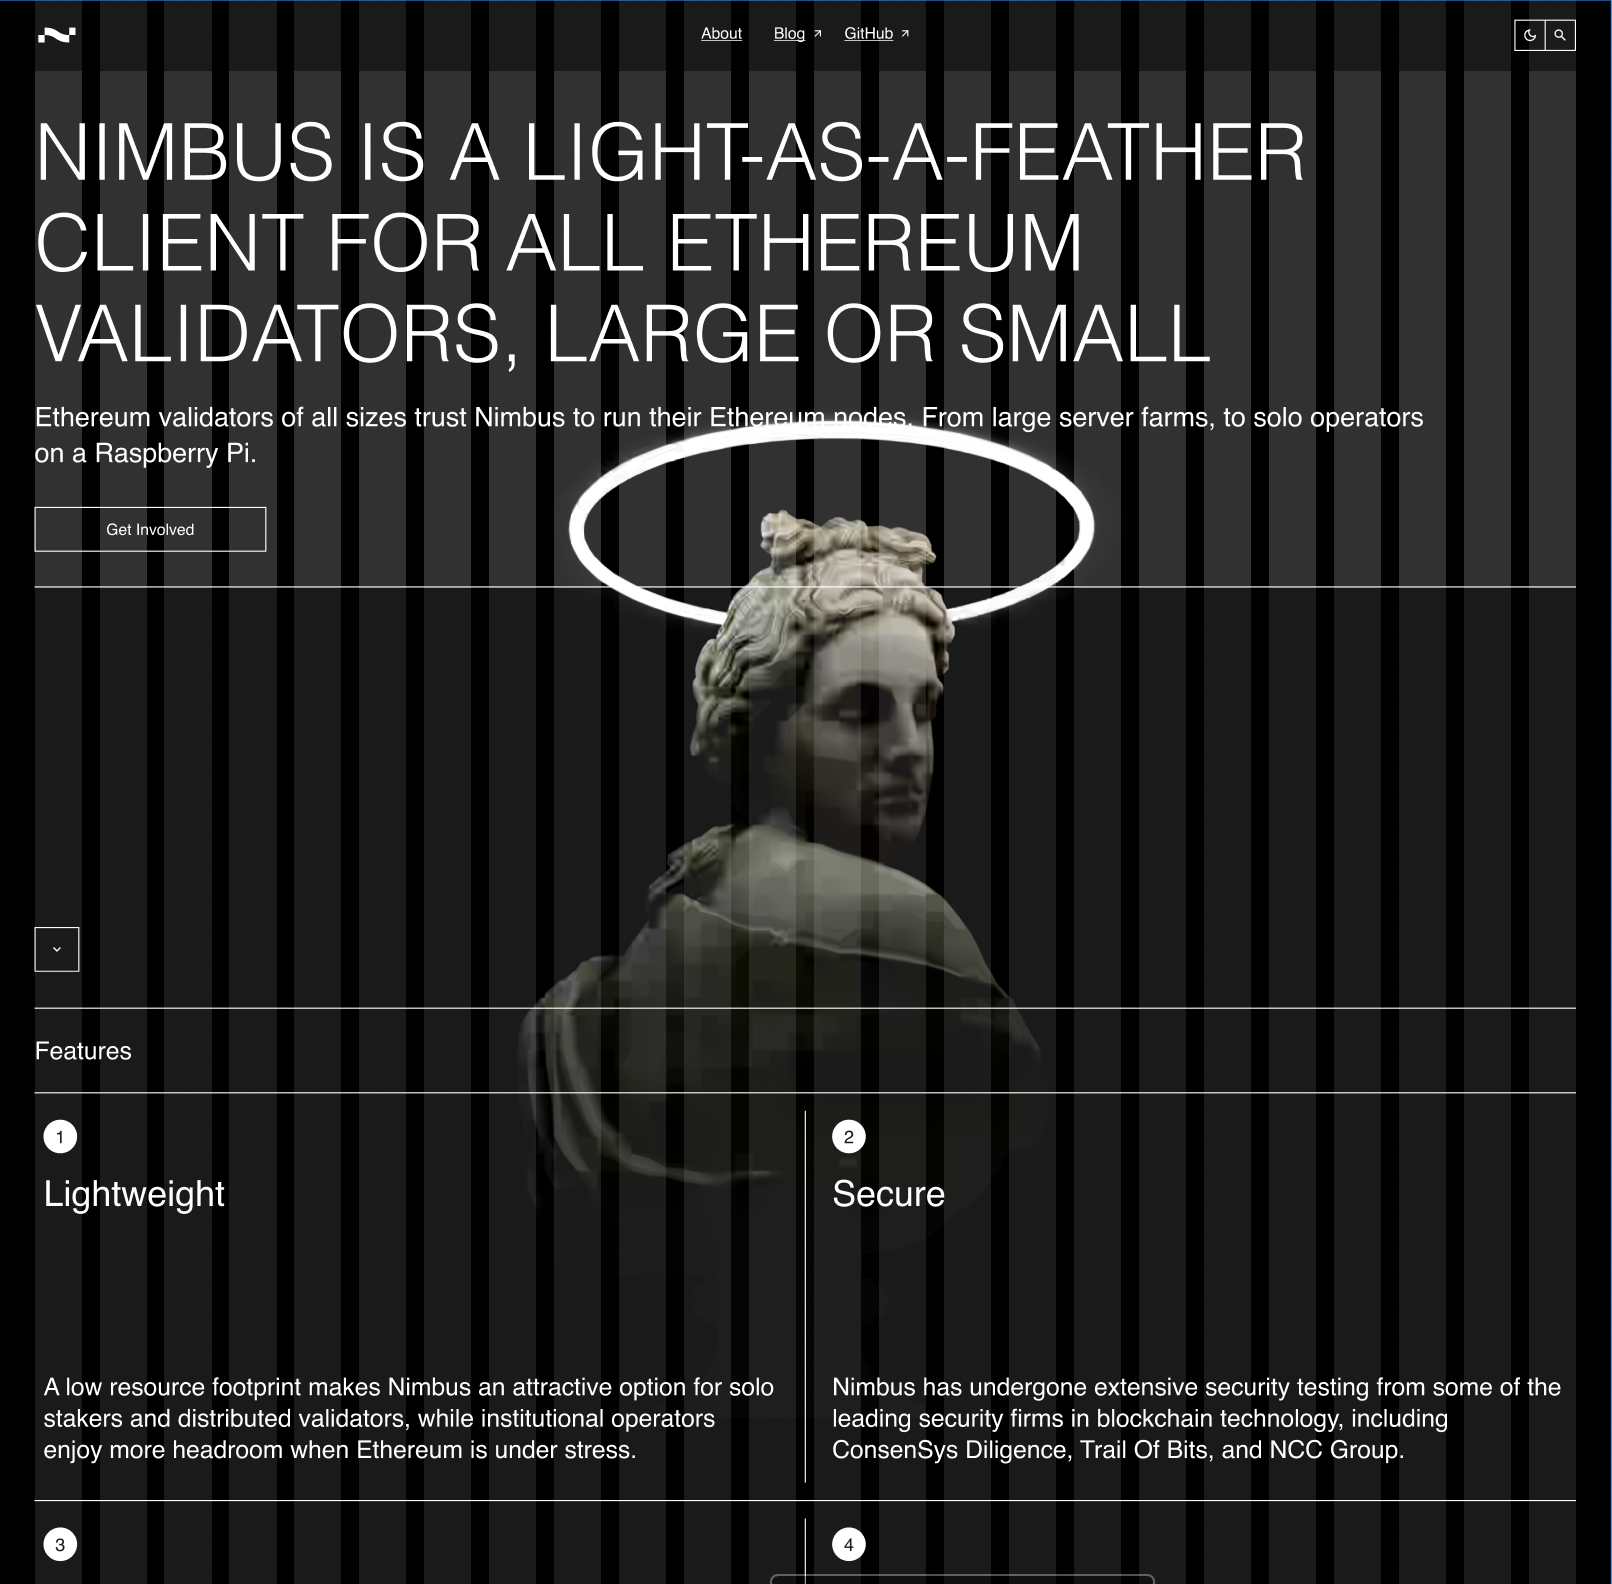 About Blog GitHub
NIMBUS IS A LIGHT-AS-A-FEATHER
CLIENT FOR ALL ETHEREUM
VALIDATORS, LARGE OR SMALL
Ethereum validators of all sizes trust Nimbus to run their Ethereum nodes. From large server farms, to solo operators
on a Raspberry Pi.
Get Involved
Features
1
Lightweight
A low resource footprint makes Nimbus an attractive option for solo
stakers and distributed validators, while institutional operators
enjoy more headroom when Ethereum is under stress.
2
Secure
Nimbus has undergone extensive security testing from some of the
leading security firms in blockchain technology, including
ConsenSys Diligence, Trail Of Bits, and NCC Group.
3
4